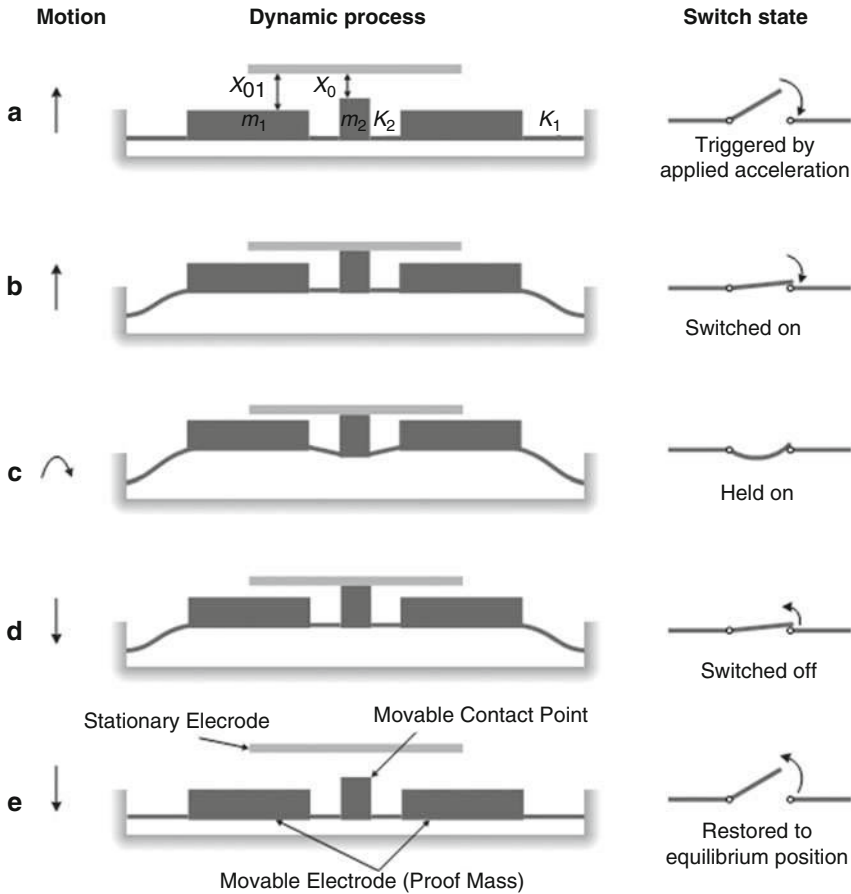 Motion Dynamic process Switch state
a
X01 X0
m1 m2 K2 K1
Triggered by
applied acceleration
b
Switched on
c
Held on
d
Switched off
Stationary Elecrode
Movable Contact Point
e
Movable Electrode (Proof Mass)
Restored to
equilibrium position